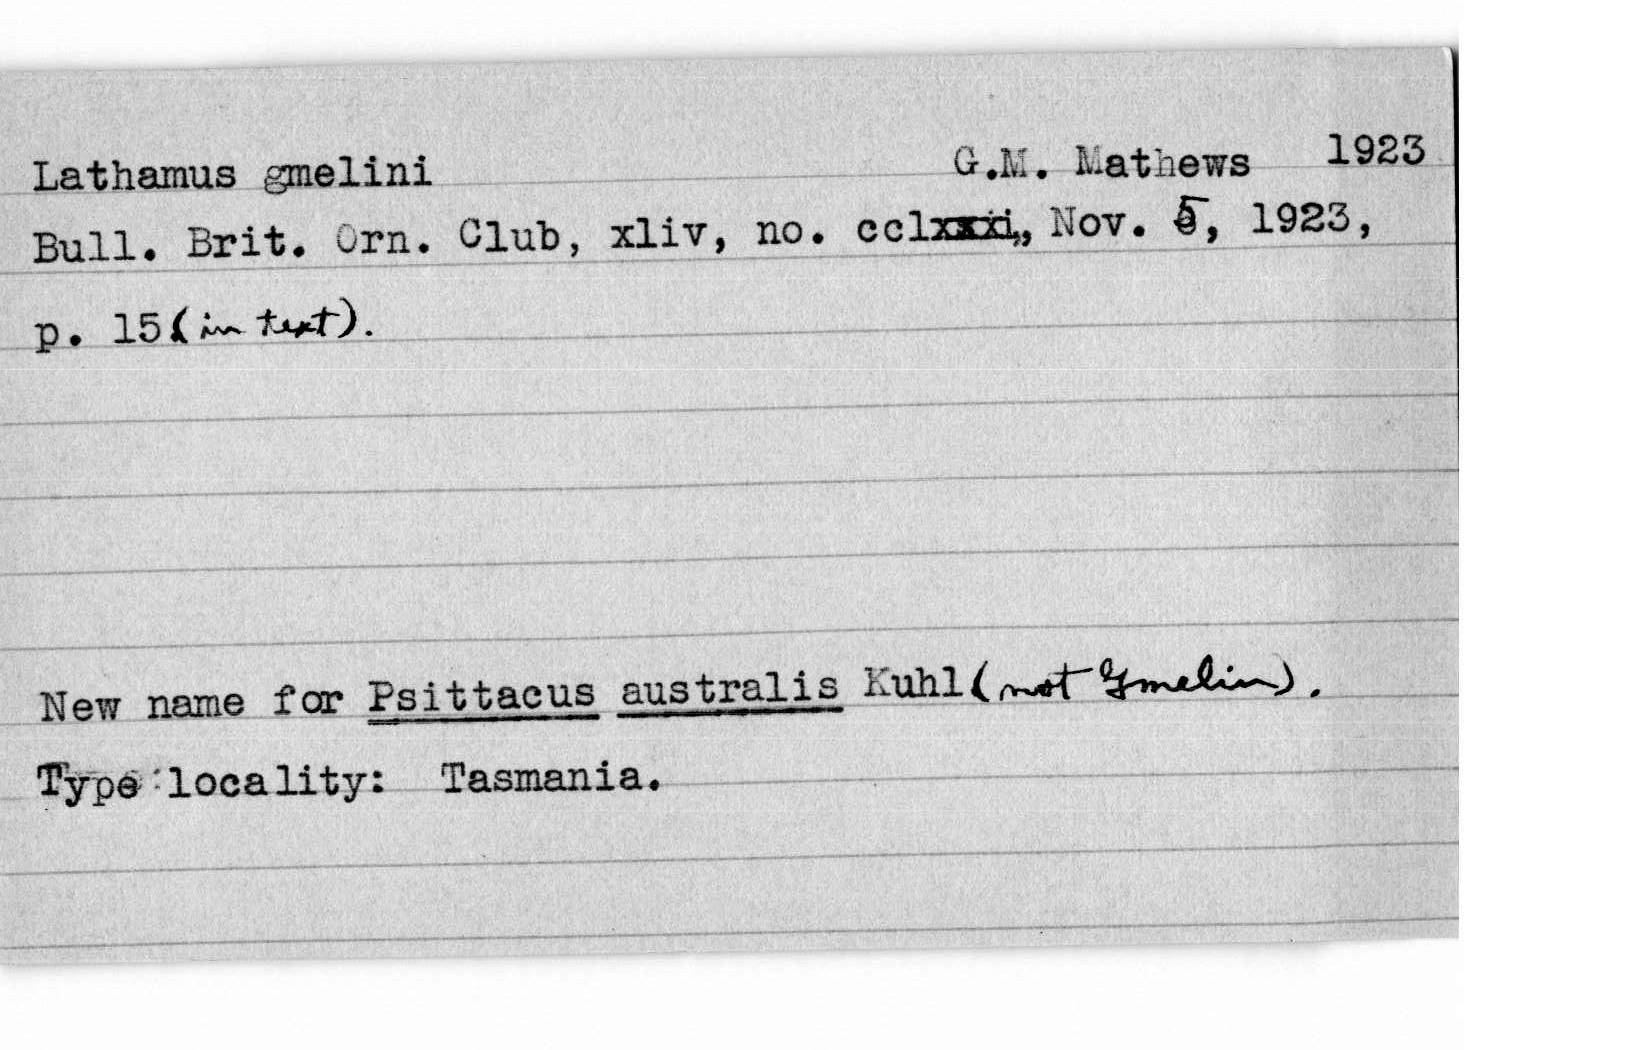 Lathamus gmelini G.M. Mathews 1923
Bull. Brit. Orn. Club, xliv, no. cclxxxi, Nov. 5, 1923,
p. 15 (in text).
New name for Psittacus australis Kuhl (not Gmelin).
Type locality: Tasmania.